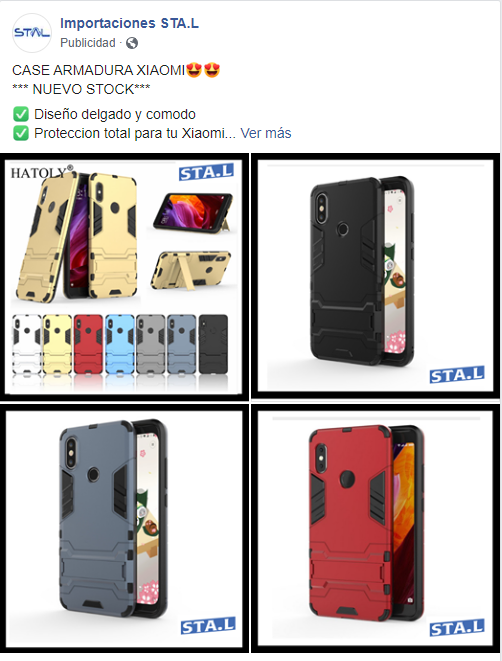 STA.L
Importaciones STA.L
Publicidad ·
CASE ARMADURA XIAOMI😍😍
*** NUEVO STOCK***
✅ Diseño delgado y comodo
✅ Proteccion total para tu Xiaomi... Ver más
HATOLY®
STA.L
STA.L
STA.L
STA.L